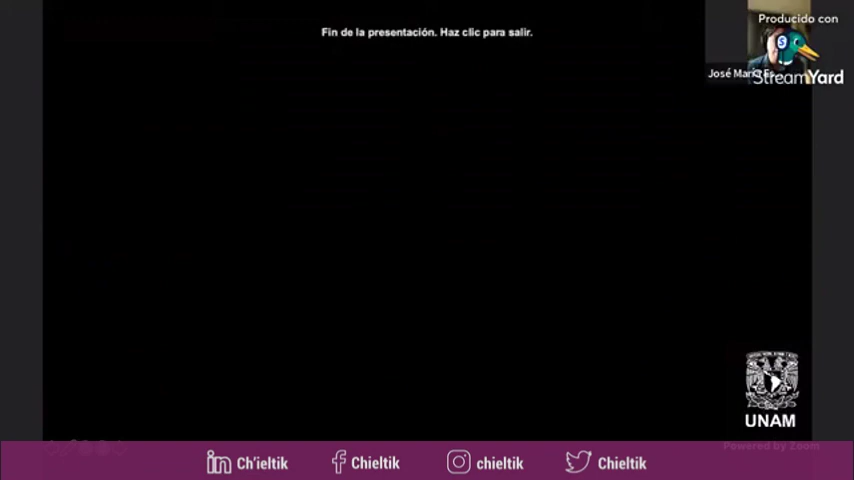 Fin de la presentación. Haz clic para salir.
Producido con
José María
StreamYard
UNAM
Powered by Zoom
Ch'ieltik
Chieltik
chieltik
Chieltik